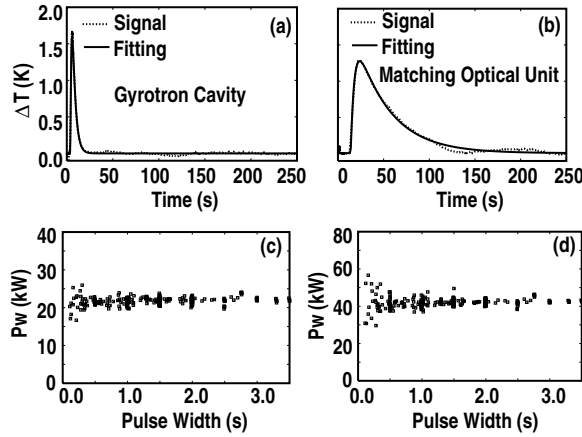 (a)
Signal
Fitting
Gyrotron Cavity
ΔT (K)
2.0
1.5
1.0
0.5
0.0
0 50 100 150 200 250
Time (s)
(b)
Signal
Fitting
Matching Optical Unit
0 50 100 150 200 250
Time (s)
(c)
Pw (kW)
40
30
20
10
0
0.0 1.0 2.0 3.0
Pulse Width (s)
(d)
Pw (kW)
80
60
40
20
0
0.0 1.0 2.0 3.0
Pulse Width (s)